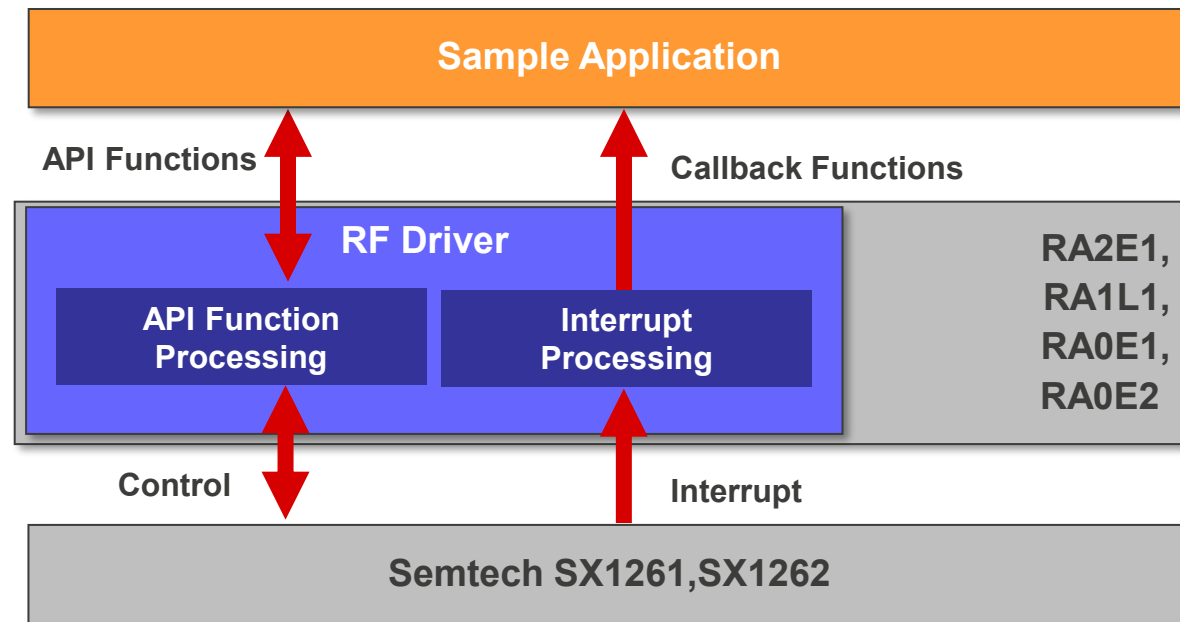 Sample Application
API Functions
Callback Functions
RF Driver
RA2E1,
RA1L1,
RA0E1,
RA0E2
API Function
Processing
Interrupt
Processing
Control
Interrupt
Semtech SX1261,SX1262